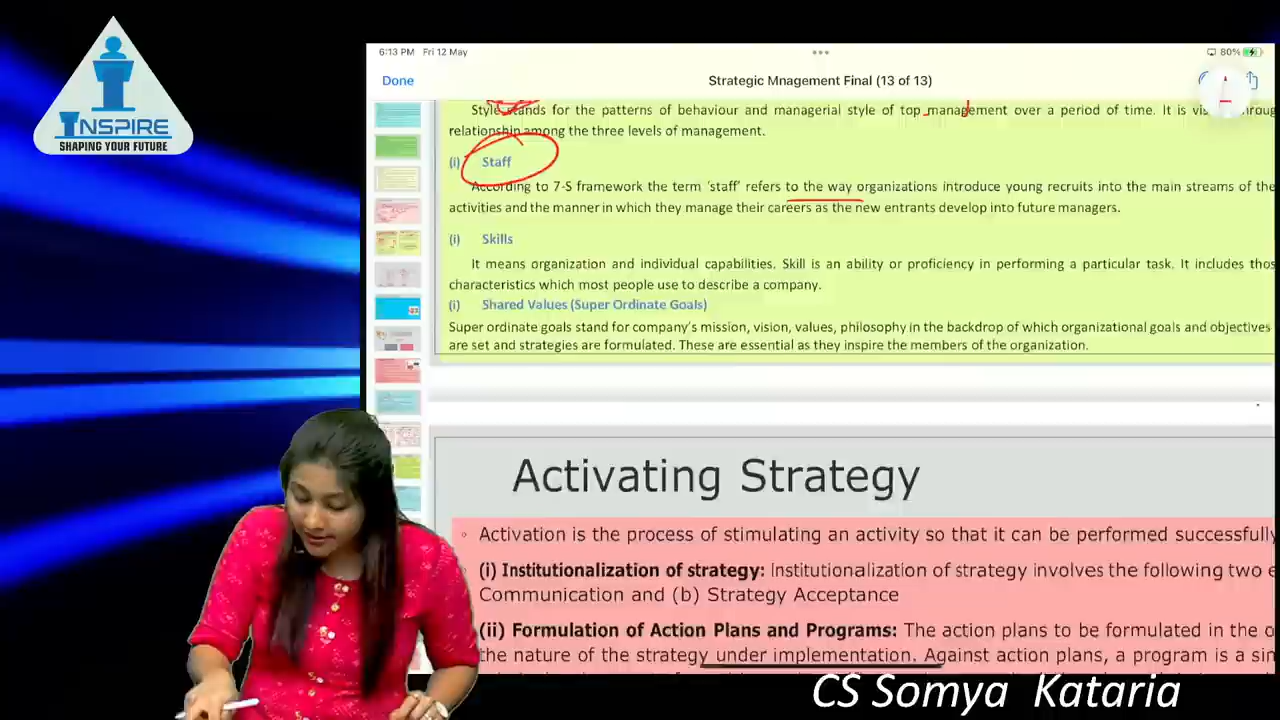 INSPIRE
SHAPING YOUR FUTURE
6:13 PM Fri 12 May
80%
Done
Strategic Mnagement Final (13 of 13)
Style stands for the patterns of behaviour and managerial style of top management over a period of time. It is
relationship among the three levels of management.
(i) Staff
According to 7-S framework the term 'staff' refers to the way organizations introduce young recruits into the main streams of the
activities and the manner in which they manage their careers as the new entrants develop into future managers.
(i) Skills
It means organization and individual capabilities. Skill is an ability or proficiency in performing a particular task. It includes
characteristics which most people use to describe a company.
(i) Shared Values (Super Ordinate Goals)
Super ordinate goals stand for company's mission, vision, values, philosophy in the backdrop of which organizational goals and objectives
are set and strategies are formulated. These are essential as they inspire the members of the organization.
Activating Strategy
Activation is the process of stimulating an activity so that it can be performed successfully
(i) Institutionalization of strategy: Institutionalization of strategy involves the following two
Communication and (b) Strategy Acceptance
(ii) Formulation of Action Plans and Programs: The action plans to be formulated in the
the nature of the strategy under implementation. Against action plans, a program is a
CS Somya Kataria